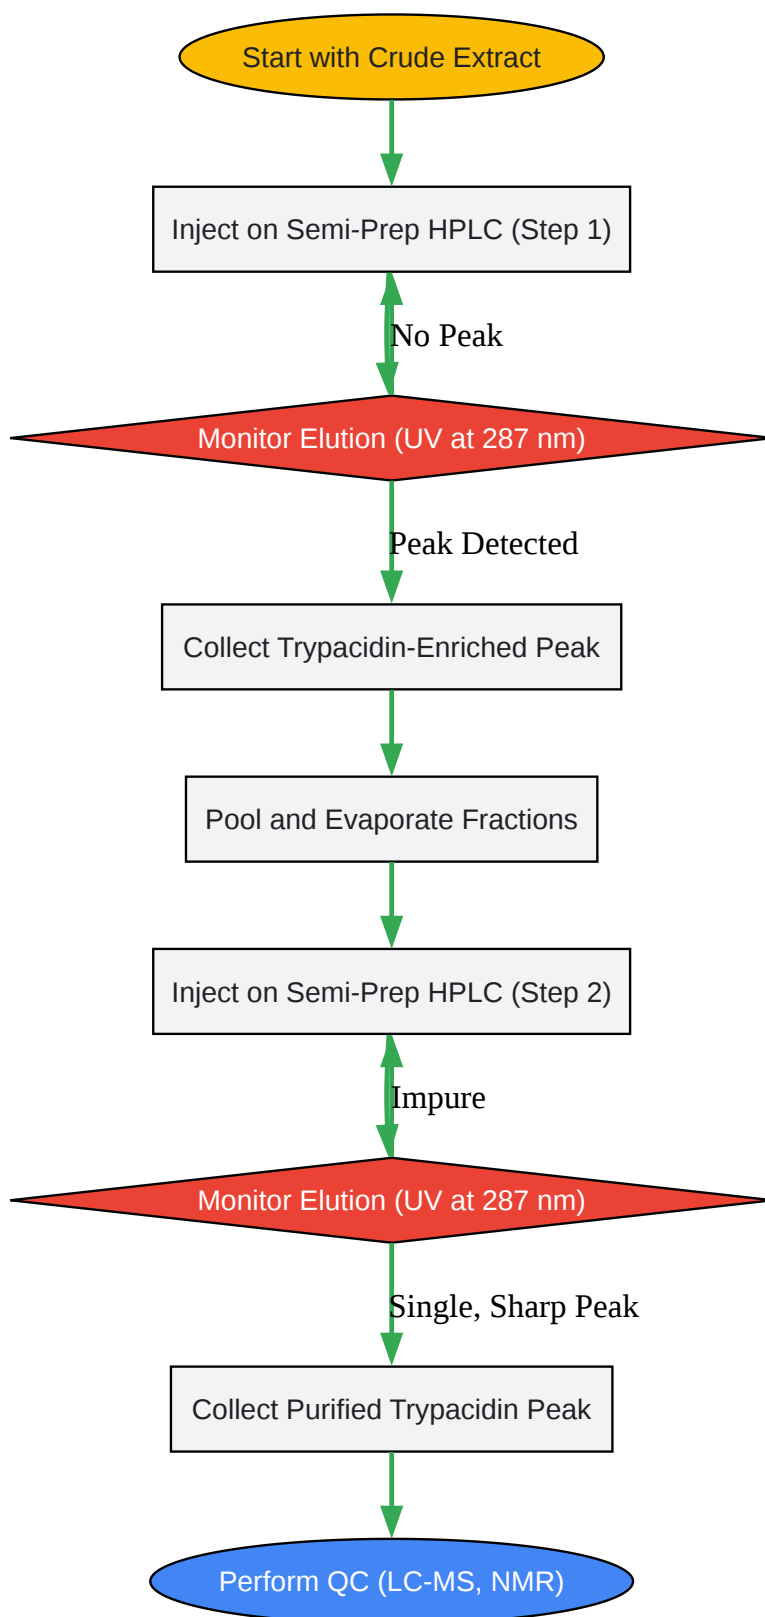 Start with Crude Extract
Inject on Semi-Prep HPLC (Step 1)
No Peak
Monitor Elution (UV at 287 nm)
Peak Detected
Collect Trypacidin-Enriched Peak
Pool and Evaporate Fractions
Inject on Semi-Prep HPLC (Step 2)
Impure
Monitor Elution (UV at 287 nm)
Single, Sharp Peak
Collect Purified Trypacidin Peak
Perform QC (LC-MS, NMR)